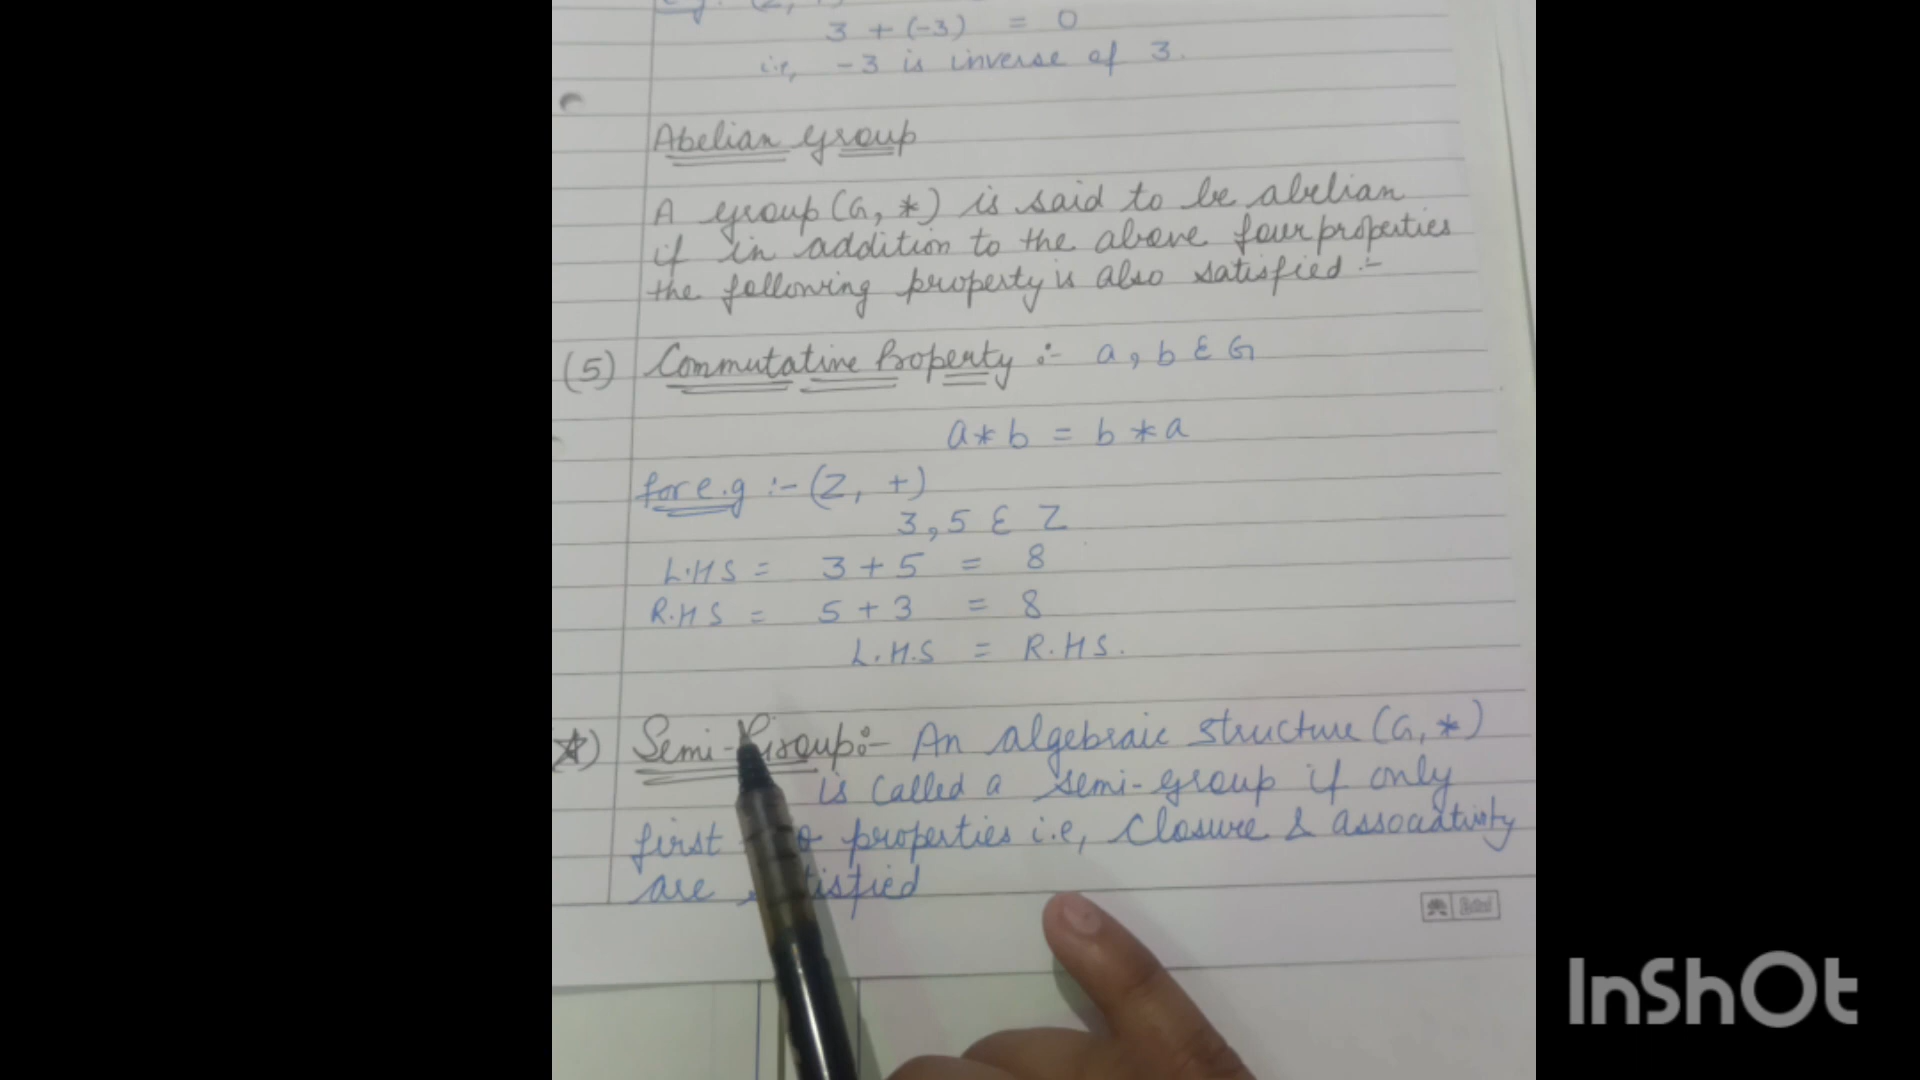 3 + (-3) = 0
i.e, -3 is inverse of 3.
Abelian group
A group (G, *) is said to be abelian
if in addition to the above four properties
the following property is also satisfied :-
(5) Commutative Property :- a, b ε G
a * b = b * a
for e.g :- (Z, +)
3, 5 ε Z
L.H.S = 3 + 5 = 8
R.H.S = 5 + 3 = 8
L.H.S = R.H.S.
Semi-Group:- An algebraic structure (G, *)
is called a semi-group if only
first properties i.e, closure & associativity
are satisfied
InShOt